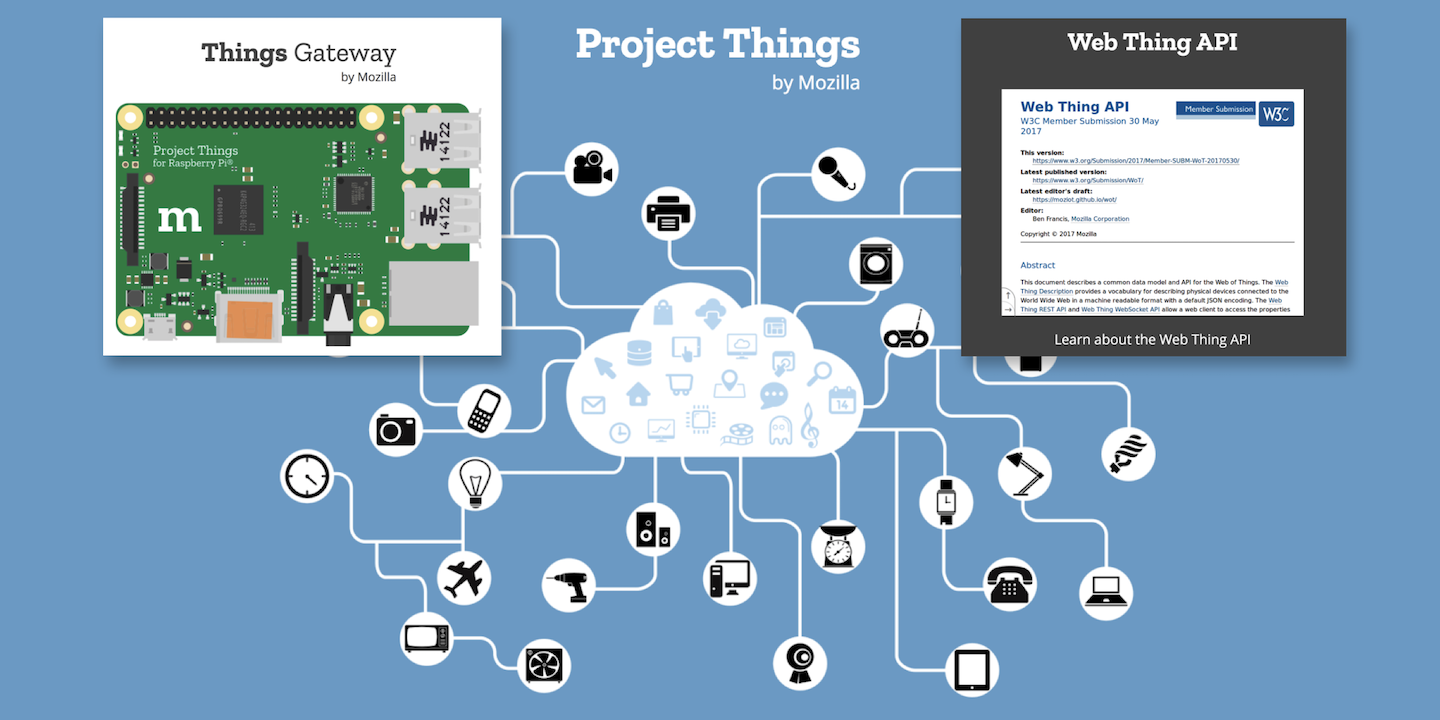 Things Gateway
by Mozilla
Project Things
for Raspberry Pi®
m
14122
14122
Project Things
by Mozilla
14
Web Thing API
Web Thing API
W3C Member Submission 30 May
2017
Member Submission
W3C
This version:
https://www.w3.org/Submission/2017/Member-SUBM-WoT-20170530/
Latest published version:
https://www.w3.org/Submission/WoT/
Latest editor's draft:
https://moziot.github.io/wot/
Editor:
Ben Francis, Mozilla Corporation
Copyright © 2017 Mozilla
Abstract
This document describes a common data model and API for the Web of Things. The Web
Thing Description provides a vocabulary for describing physical devices connected to the
World Wide Web in a machine readable format with a default JSON encoding. The Web
Thing REST API and Web Thing WebSocket API allow a web client to access the properties
Learn about the Web Thing API